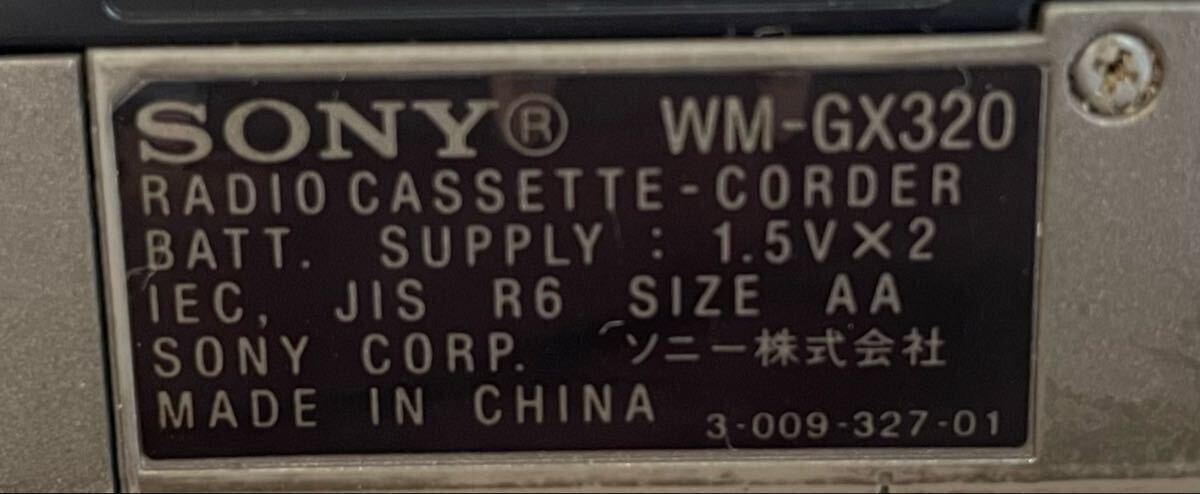 SONY® WM-GX320
RADIO CASSETTE-CORDER
BATT. SUPPLY : 1.5V×2
IEC, JIS R6 SIZE AA
SONY CORP. ソニー株式会社
MADE IN CHINA 3-009-327-01